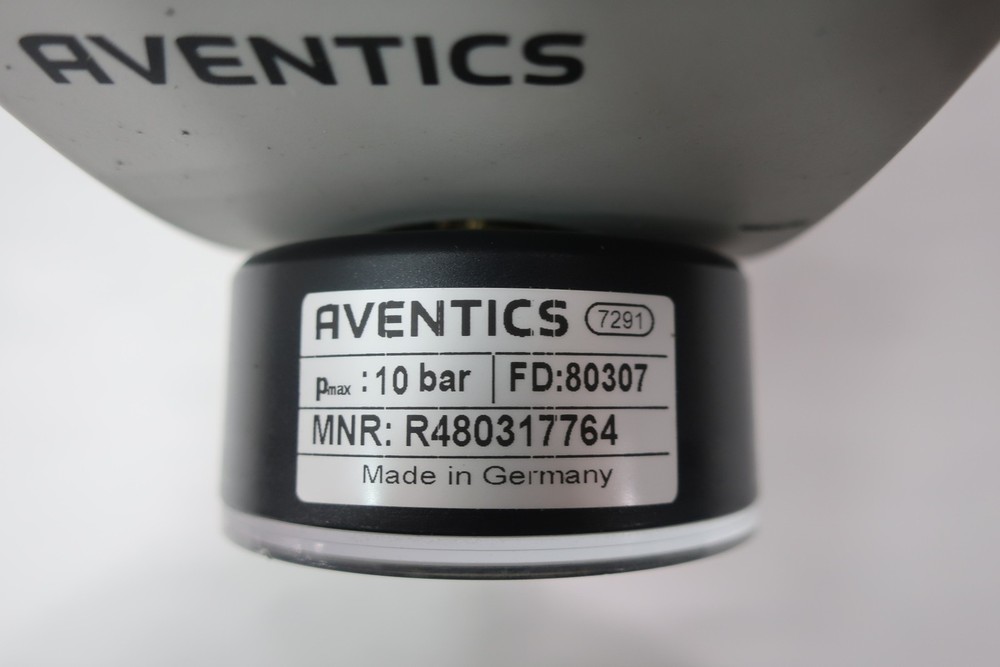 AVENTICS
AVENTICS 7291
pmax : 10 bar FD:80307
MNR: R480317764
Made in Germany